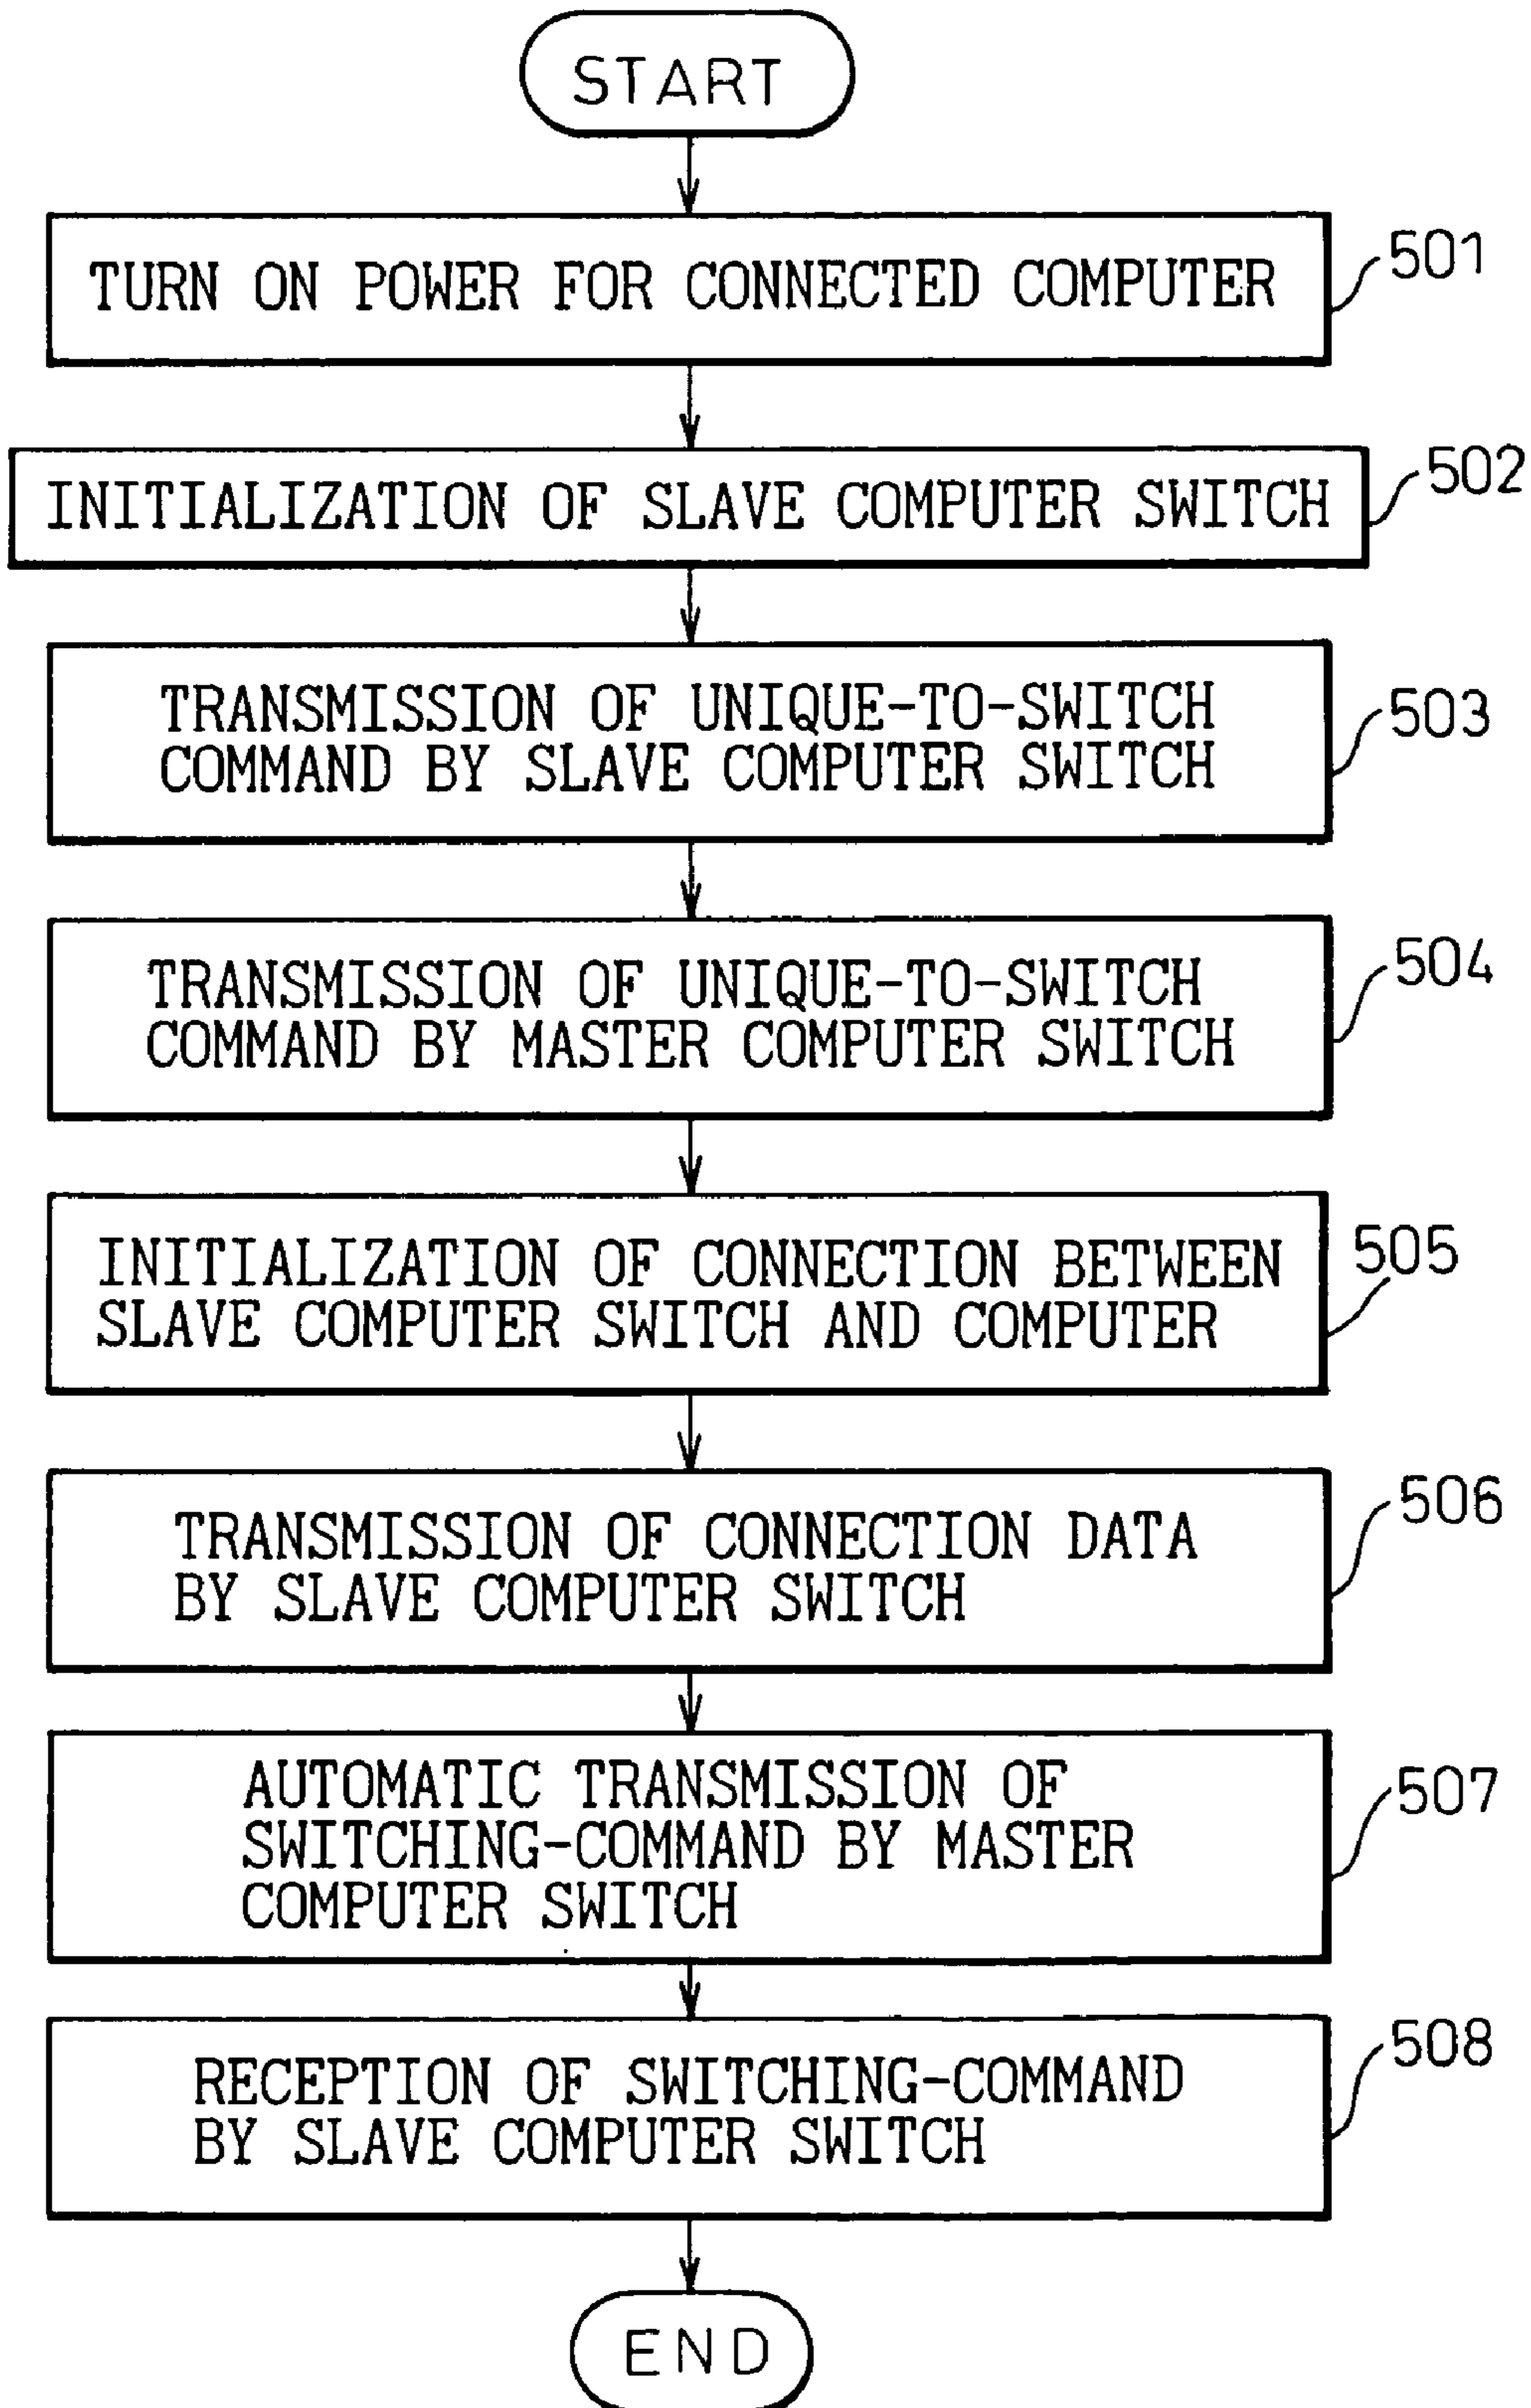 START
TURN ON POWER FOR CONNECTED COMPUTER
501
INITIALIZATION OF SLAVE COMPUTER SWITCH
502
TRANSMISSION OF UNIQUE-TO-SWITCH
COMMAND BY SLAVE COMPUTER SWITCH
503
TRANSMISSION OF UNIQUE-TO-SWITCH
COMMAND BY MASTER COMPUTER SWITCH
504
INITIALIZATION OF CONNECTION BETWEEN
SLAVE COMPUTER SWITCH AND COMPUTER
505
TRANSMISSION OF CONNECTION DATA
BY SLAVE COMPUTER SWITCH
506
AUTOMATIC TRANSMISSION OF
SWITCHING-COMMAND BY MASTER
COMPUTER SWITCH
507
RECEPTION OF SWITCHING-COMMAND
BY SLAVE COMPUTER SWITCH
508
END